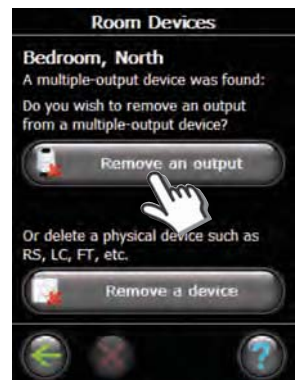 Room Devices
Bedroom, North
A multiple-output device was found:
Do you wish to remove an output
from a multiple-output device?
Remove an output
Or delete a physical device such as
RS, LC, FT, etc.
Remove a device
?